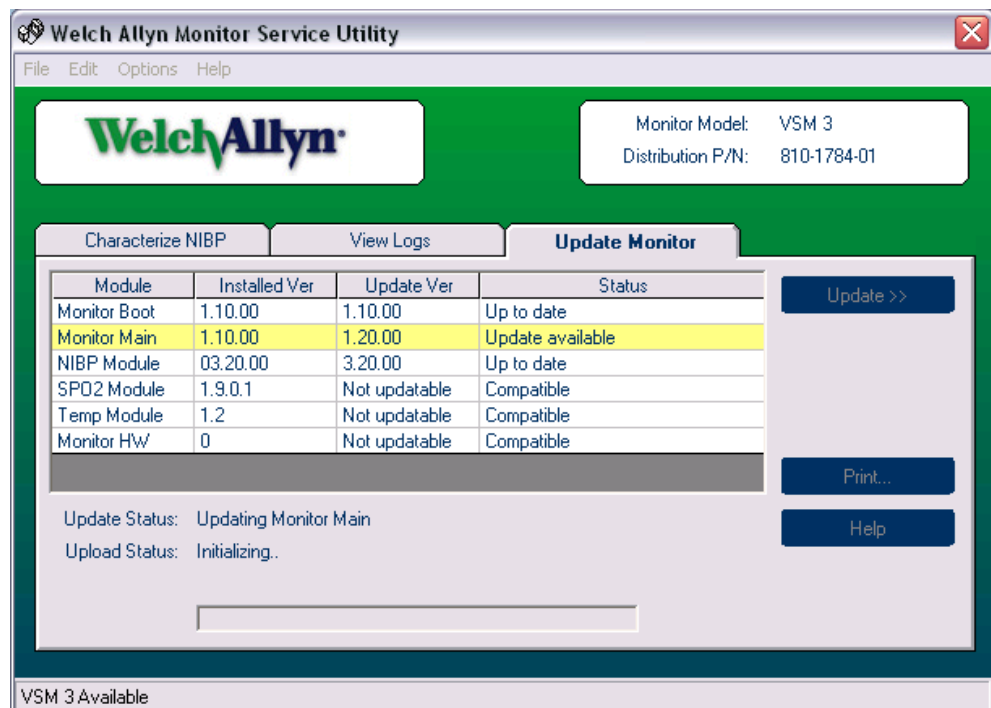 Welch Allyn Monitor Service Utility
File Edit Options Help
WelchAllyn
Monitor Model: VSM 3
Distribution P/N: 810-1784-01
Characterize NIBP View Logs Update Monitor
Module Installed Ver Update Ver Status
Monitor Boot 1.10.00 1.10.00 Up to date
Monitor Main 1.10.00 1.20.00 Update available
NIBP Module 03.20.00 3.20.00 Up to date
SPO2 Module 1.9.0.1 Not updatable Compatible
Temp Module 1.2 Not updatable Compatible
Monitor HW 0 Not updatable Compatible
Update >>
Print...
Help
Update Status: Updating Monitor Main
Upload Status: Initializing..
VSM 3 Available